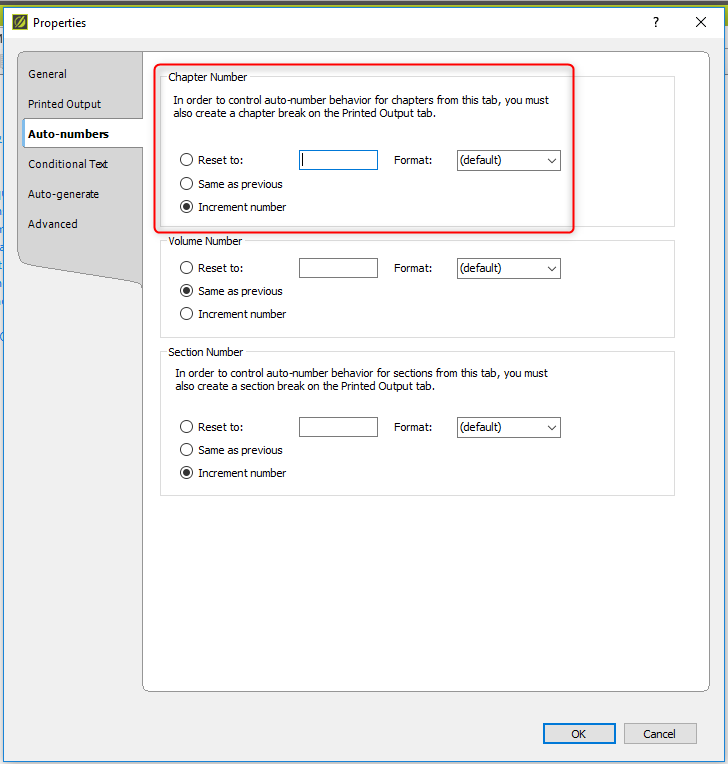 Properties
?
General
Printed Output
Auto-numbers
Conditional Text
Auto-generate
Advanced
Chapter Number
In order to control auto-number behavior for chapters from this tab, you must
also create a chapter break on the Printed Output tab.
Reset to: Format: (default)
Same as previous
Increment number
Volume Number
Reset to: Format: (default)
Same as previous
Increment number
Section Number
In order to control auto-number behavior for sections from this tab, you must
also create a section break on the Printed Output tab.
Reset to: Format: (default)
Same as previous
Increment number
OK Cancel